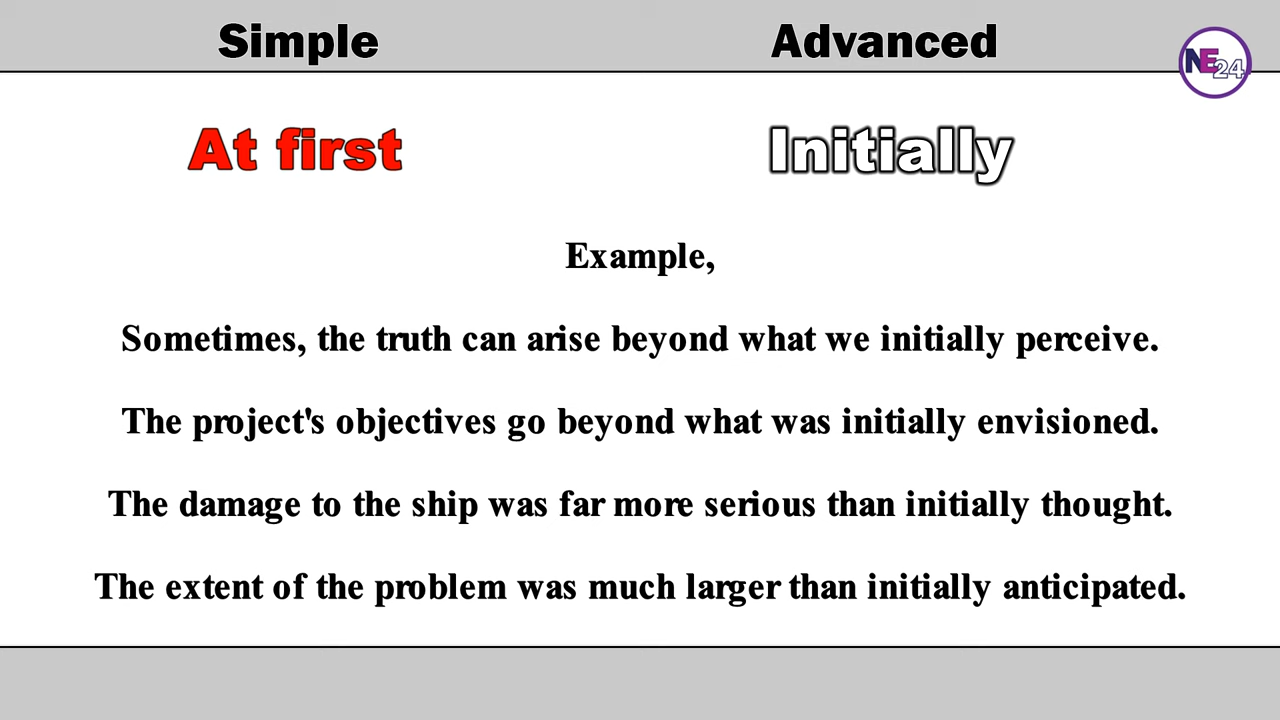 Simple Advanced
NE24
At first Initially
Example,
Sometimes, the truth can arise beyond what we initially perceive.
The project's objectives go beyond what was initially envisioned.
The damage to the ship was far more serious than initially thought.
The extent of the problem was much larger than initially anticipated.